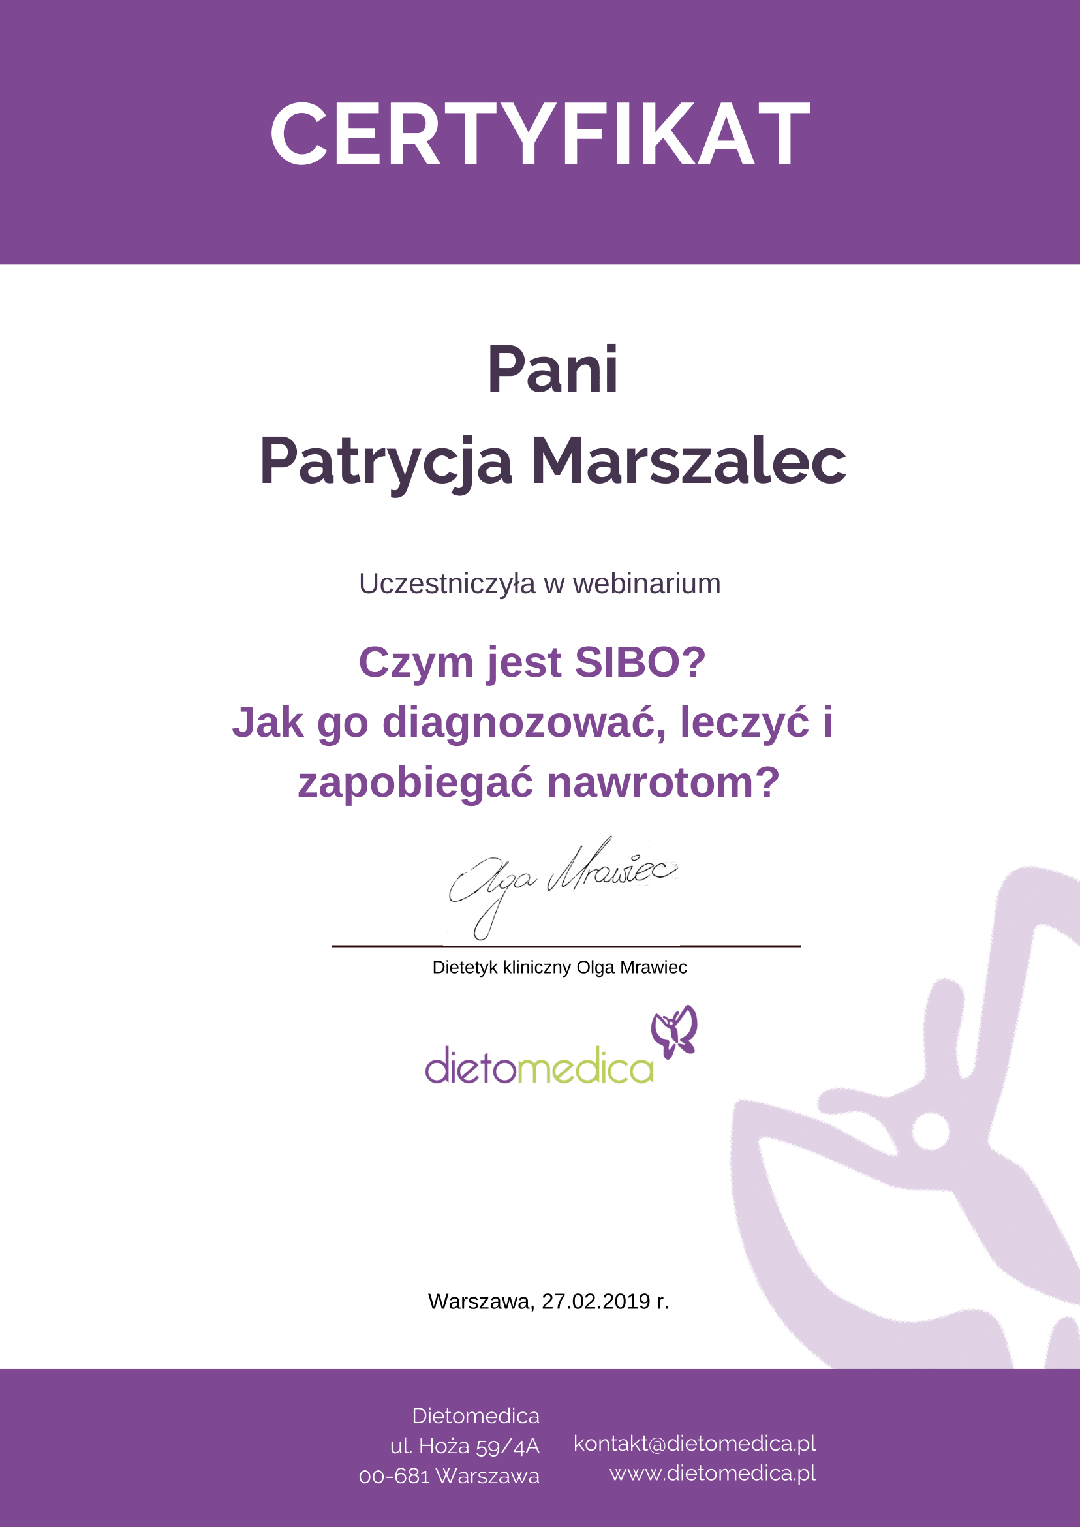 CERTYFIKAT
Pani
Patrycja Marszalec
Uczestniczyła w webinarium
Czym jest SIBO?
Jak go diagnozować, leczyć i
zapobiegać nawrotom?
Olga Mrawiec
Dietetyk kliniczny Olga Mrawiec
dietomedica
Warszawa, 27.02.2019 r.
Dietomedica
ul. Hoża 59/4A
00-681 Warszawa
kontakt@dietomedica.pl
www.dietomedica.pl